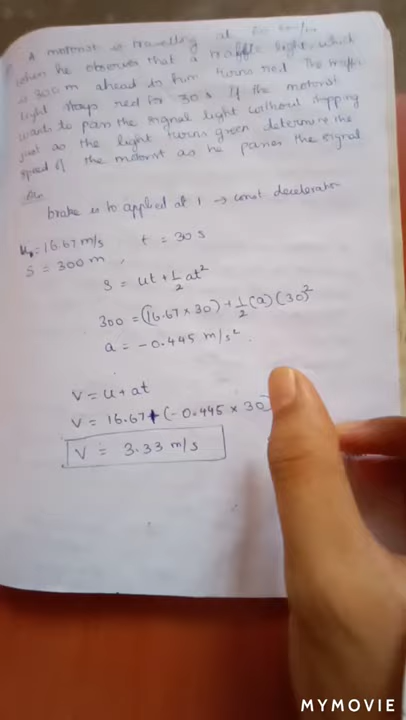 A motorist is travelling at 60 km/hr
when he observes that a traffic light which
is 300 m ahead to him turns red The traffic
light stays red for 30 s If the motorist
wants to pass the signal light without stopping
just as the light turns green determine the
speed of the motorist as he passes the signal
brake is to applied at 1 → const deceleration
= 16.67 m/s t = 30 s
s = 300 m
s = ut + 1/2 at²
300 = (16.67 × 30) + 1/2 (a) (30)²
a = -0.445 m/s²
V = u + at
V = 16.67 + (-0.445 × 30)
V = 3.33 m/s
MYMOVIE